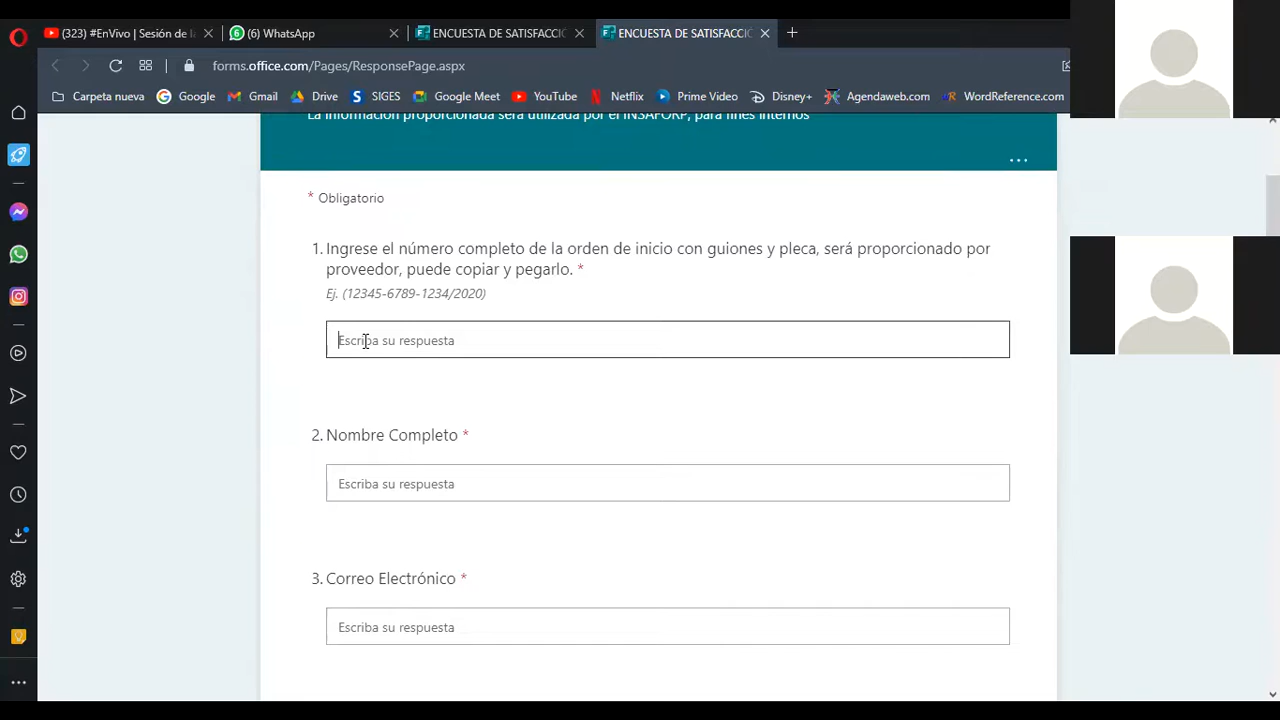 (323) #EnVivo | Sesión de l
(6) WhatsApp
ENCUESTA DE SATISFACCIÓ
ENCUESTA DE SATISFACCIÓ
forms.office.com/Pages/ResponsePage.aspx
Carpeta nueva
Google
Gmail
Drive
SIGES
Google Meet
YouTube
Netflix
Prime Video
Disney+
Agendaweb.com
WordReference.com
La información proporcionada será utilizada por el INSAFORP, para fines internos
* Obligatorio
1. Ingrese el número completo de la orden de inicio con guiones y pleca, será proporcionado por
proveedor, puede copiar y pegarlo. *
Ej. (12345-6789-1234/2020)
Escriba su respuesta
2. Nombre Completo *
Escriba su respuesta
3. Correo Electrónico *
Escriba su respuesta